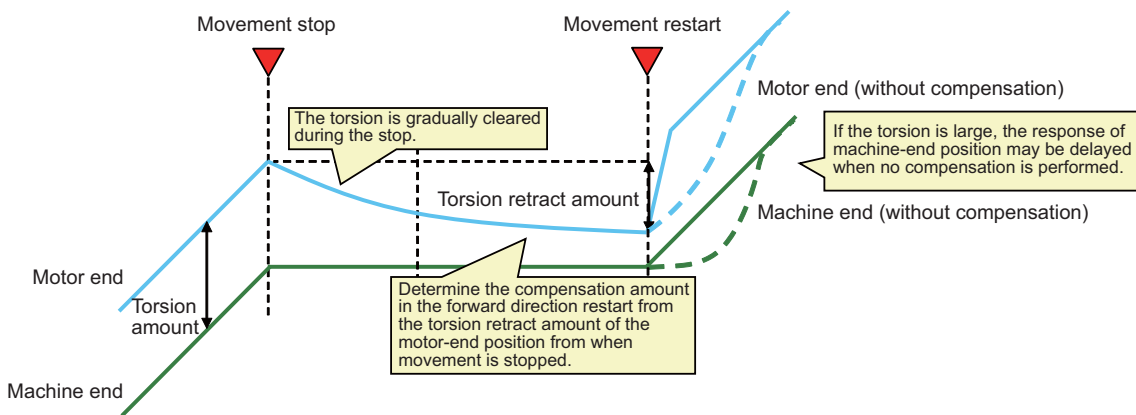 Movement stop
Movement restart
Motor end (without compensation)
The torsion is gradually cleared
during the stop.
If the torsion is large, the response of
machine-end position may be delayed
when no compensation is performed.
Torsion retract amount
Machine end (without compensation)
Motor end
Torsion
amount
Determine the compensation amount
in the forward direction restart from
the torsion retract amount of the
motor-end position from when
movement is stopped.
Machine end